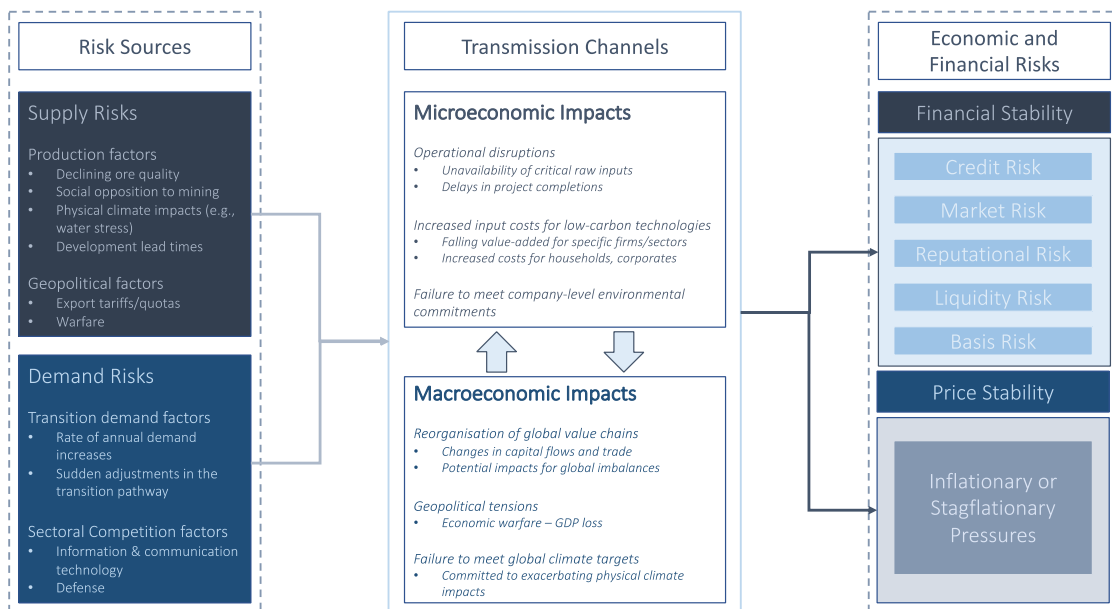 Risk Sources
Supply Risks
Production factors
• Declining ore quality
• Social opposition to mining
• Physical climate impacts (e.g.,
water stress)
• Development lead times
Geopolitical factors
• Export tariffs/quotas
• Warfare
Demand Risks
Transition demand factors
• Rate of annual demand
increases
• Sudden adjustments in the
transition pathway
Sectoral Competition factors
• Information & communication
technology
• Defense
Transmission Channels
Microeconomic Impacts
Operational disruptions
• Unavailability of critical raw inputs
• Delays in project completions
Increased input costs for low-carbon technologies
• Falling value-added for specific firms/sectors
• Increased costs for households, corporates
Failure to meet company-level environmental
commitments
Macroeconomic Impacts
Reorganisation of global value chains
• Changes in capital flows and trade
• Potential impacts for global imbalances
Geopolitical tensions
• Economic warfare – GDP loss
Failure to meet global climate targets
• Committed to exacerbating physical climate
impacts
Economic and
Financial Risks
Financial Stability
Credit Risk
Market Risk
Reputational Risk
Liquidity Risk
Basis Risk
Price Stability
Inflationary or
Stagflationary
Pressures